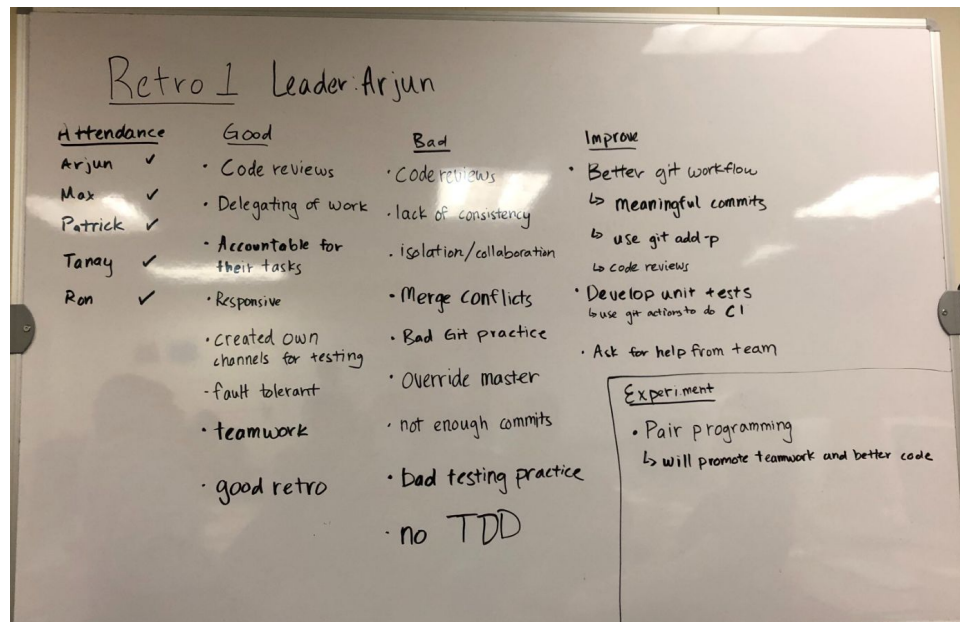 Retro 1 Leader: Arjun
Attendance
Arjun ✓
Max ✓
Patrick ✓
Tanay ✓
Ron ✓
Good
• Code reviews
• Delegating of work
• Accountable for
their tasks
• Responsive
• created own
channels for testing
- fault tolerant
• teamwork
• good retro
Bad
• code reviews
• lack of consistency
• isolation/collaboration
• Merge conflicts
• Bad Git practice
• Override master
• not enough commits
• bad testing practice
• no TDD
Improve
• Better git workflow
↳ meaningful commits
↳ use git add -p
↳ code reviews
• Develop unit tests
↳ use git actions to do CI
• Ask for help from team
Experiment
• Pair programming
↳ will promote teamwork and better code